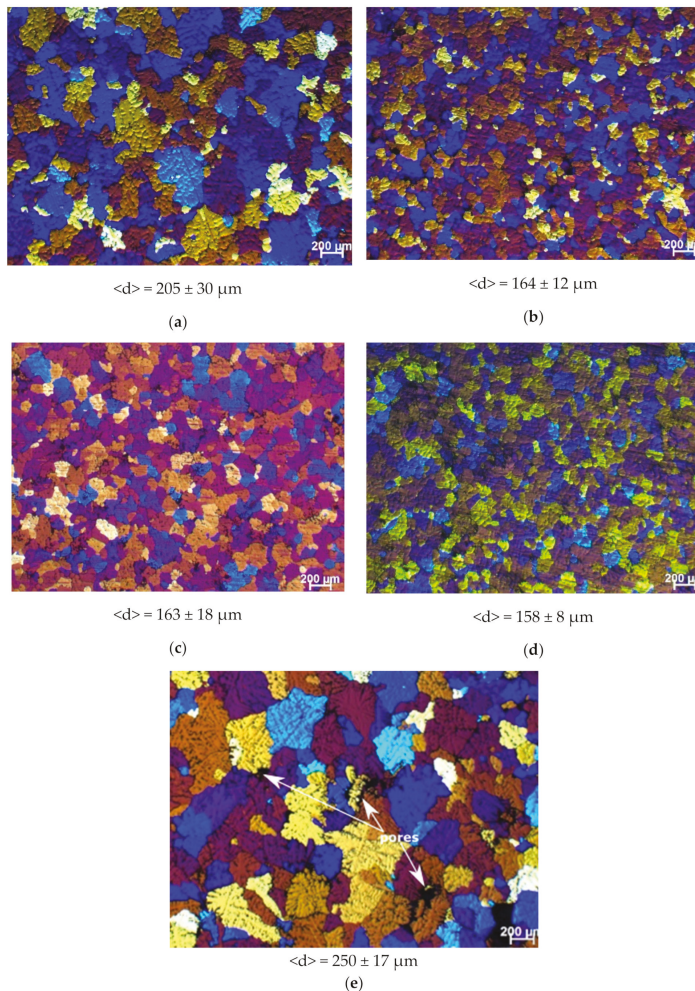 200 µm
200 µm
<d> = 205 ± 30 µm
<d> = 164 ± 12 µm
(a)
(b)
200 µm
200 µm
<d> = 163 ± 18 µm
<d> = 158 ± 8 µm
(c)
(d)
pores
200 µm
<d> = 250 ± 17 µm
(e)